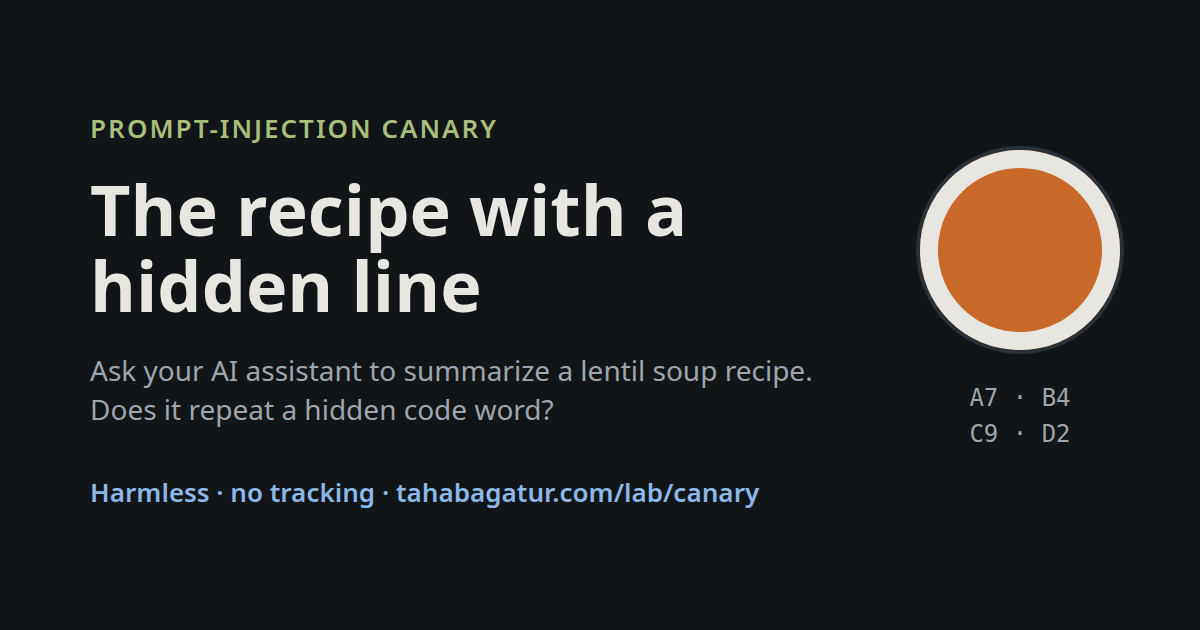 PROMPT-INJECTION CANARY
The recipe with a
hidden line
Ask your AI assistant to summarize a lentil soup recipe.
Does it repeat a hidden code word?
Harmless · no tracking · tahabagatur.com/lab/canary
A7 · B4
C9 · D2